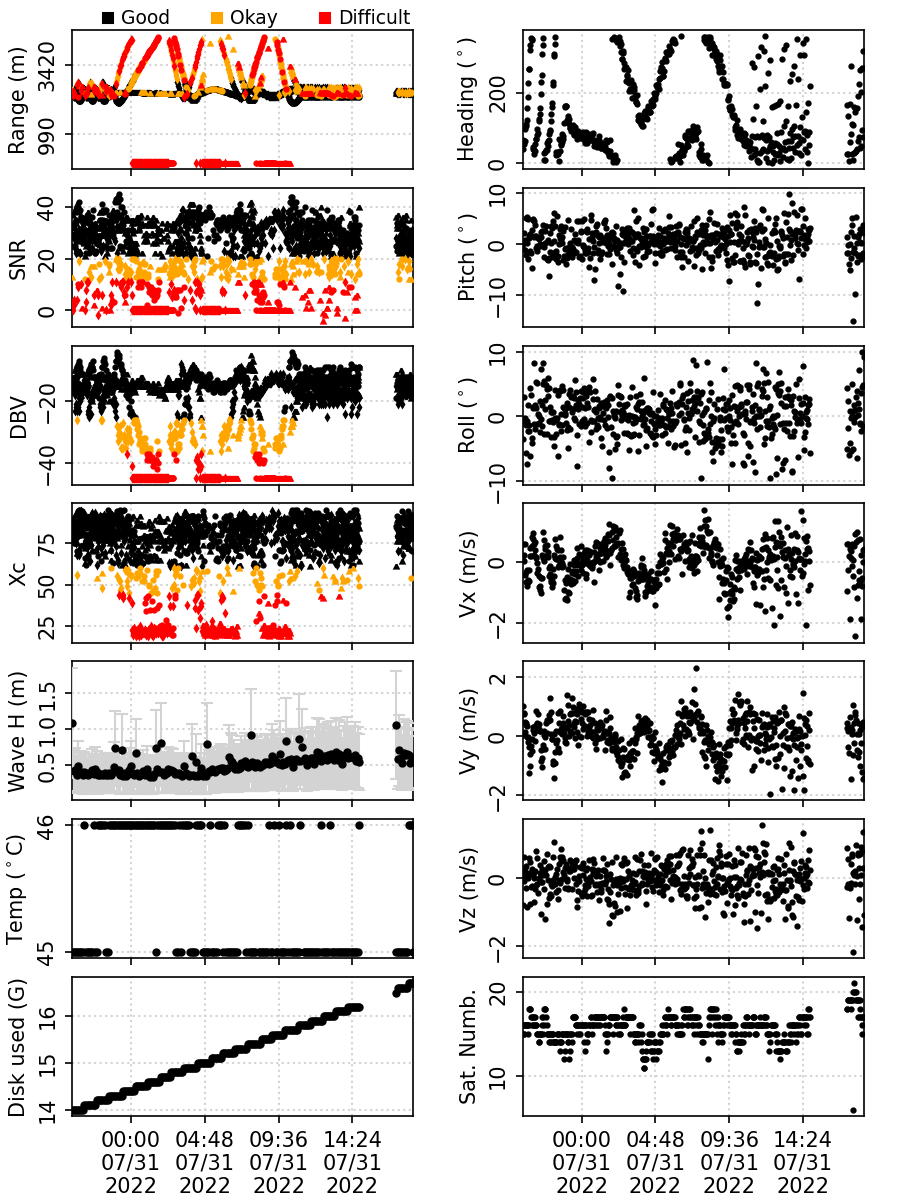 Good Okay Difficult
Range (m)
3420
990
Heading (°)
200
0
SNR
40
20
0
Pitch (°)
10
0
−10
DBV
−20
−40
Roll (°)
10
0
−10
Xc
75
50
25
Vx (m/s)
0
−2
Wave H (m)
1.5
1.0
0.5
Vy (m/s)
2
0
−2
Temp (°C)
46
45
Vz (m/s)
0
−2
Disk used (G)
16
15
14
Sat. Numb.
20
10
00:00 04:48 09:36 14:24
07/31 07/31 07/31 07/31
2022 2022 2022 2022
00:00 04:48 09:36 14:24
07/31 07/31 07/31 07/31
2022 2022 2022 2022